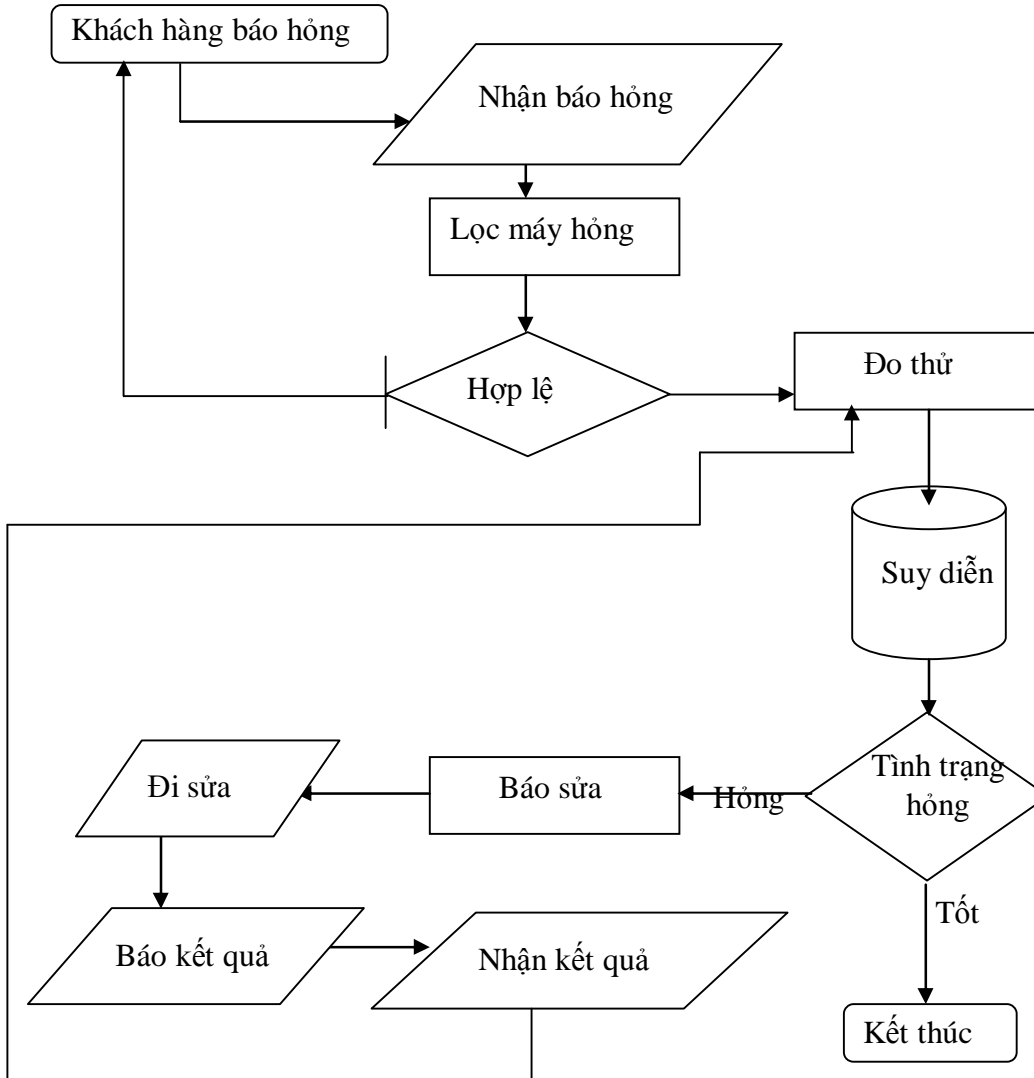 Khách hàng báo hỏng
Nhận báo hỏng
Lọc máy hỏng
Hợp lệ
Đo thử
Suy diễn
Tình trạng
hỏng
Hỏng
Báo sửa
Đi sửa
Tốt
Báo kết quả
Nhận kết quả
Kết thúc